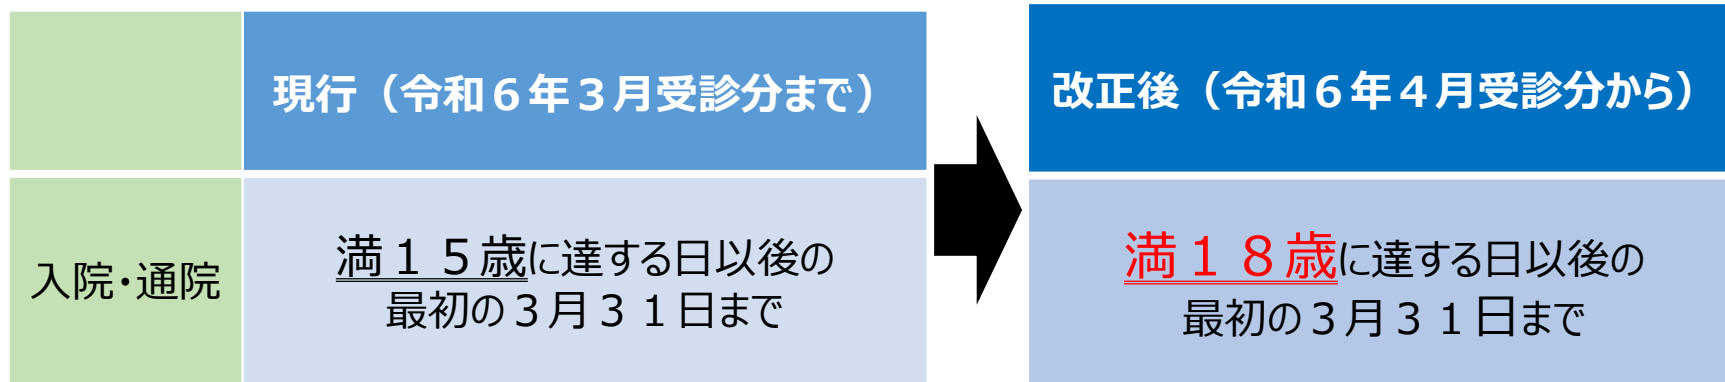 現行（令和６年３月受診分まで）
改正後（令和６年４月受診分から）
入院・通院
満１５歳に達する日以後の
最初の３月３１日まで
満１８歳に達する日以後の
最初の３月３１日まで